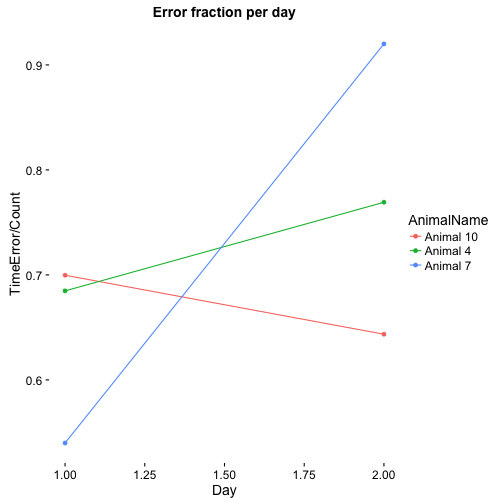 Error fraction per day
TimeError/Count
0.9
0.8
0.7
0.6
1.00 1.25 1.50 1.75 2.00
Day
AnimalName
Animal 10
Animal 4
Animal 7